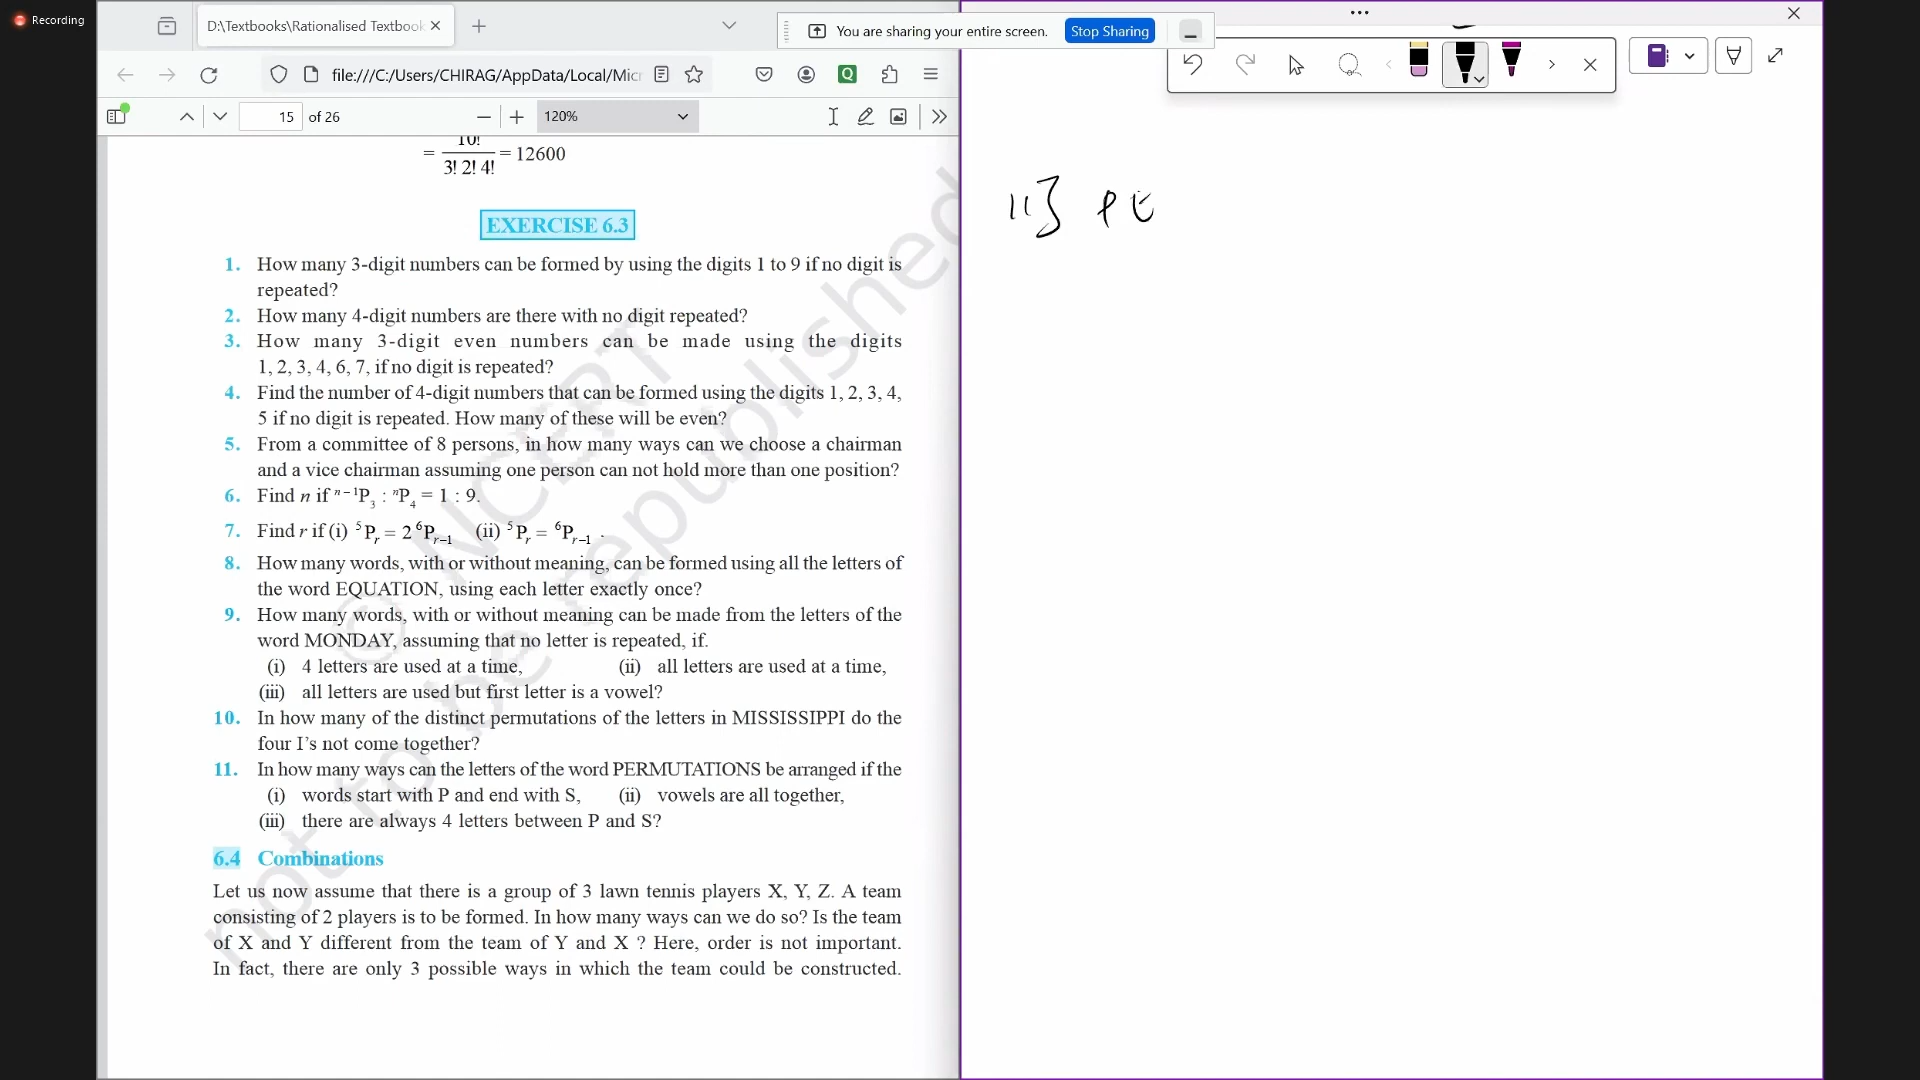 Recording
D:\Textbooks\Rationalised Textbook
You are sharing your entire screen. Stop Sharing
file:///C:/Users/CHIRAG/AppData/Local/Micr
15 of 26
120%
= 10! / 3! 2! 4! = 12600
EXERCISE 6.3
1. How many 3-digit numbers can be formed by using the digits 1 to 9 if no digit is
repeated?
2. How many 4-digit numbers are there with no digit repeated?
3. How many 3-digit even numbers can be made using the digits
1, 2, 3, 4, 6, 7, if no digit is repeated?
4. Find the number of 4-digit numbers that can be formed using the digits 1, 2, 3, 4,
5 if no digit is repeated. How many of these will be even?
5. From a committee of 8 persons, in how many ways can we choose a chairman
and a vice chairman assuming one person can not hold more than one position?
6. Find n if ⁿ⁻¹P₃ : ⁿP₄ = 1 : 9.
7. Find r if (i) ⁵Pᵣ = 2 ⁶Pᵣ₋₁ (ii) ⁵Pᵣ = ⁶Pᵣ₋₁ .
8. How many words, with or without meaning, can be formed using all the letters of
the word EQUATION, using each letter exactly once?
9. How many words, with or without meaning can be made from the letters of the
word MONDAY, assuming that no letter is repeated, if.
(i) 4 letters are used at a time, (ii) all letters are used at a time,
(iii) all letters are used but first letter is a vowel?
10. In how many of the distinct permutations of the letters in MISSISSIPPI do the
four I’s not come together?
11. In how many ways can the letters of the word PERMUTATIONS be arranged if the
(i) words start with P and end with S, (ii) vowels are all together,
(iii) there are always 4 letters between P and S?
6.4 Combinations
Let us now assume that there is a group of 3 lawn tennis players X, Y, Z. A team
consisting of 2 players is to be formed. In how many ways can we do so? Is the team
of X and Y different from the team of Y and X ? Here, order is not important.
In fact, there are only 3 possible ways in which the team could be constructed.
© NCERT
not to be republished
11} PE